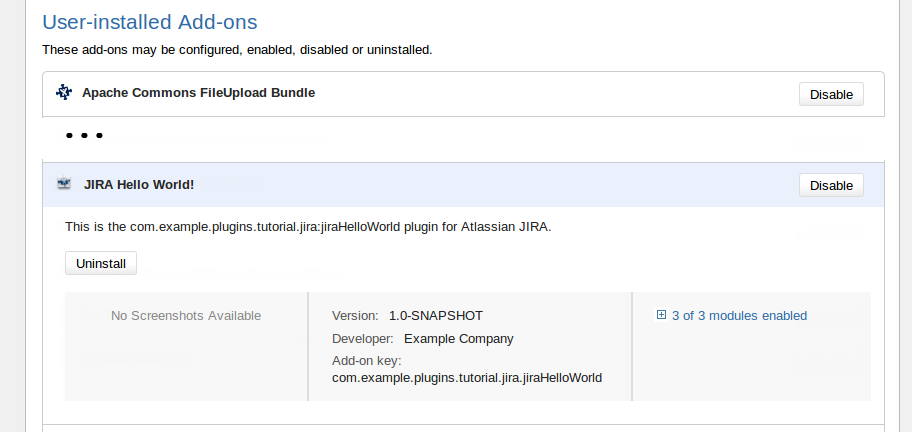 User-installed Add-ons
These add-ons may be configured, enabled, disabled or uninstalled.
Apache Commons FileUpload Bundle
Disable
JIRA Hello World!
Disable
This is the com.example.plugins.tutorial.jira:jiraHelloWorld plugin for Atlassian JIRA.
Uninstall
No Screenshots Available
Version: 1.0-SNAPSHOT
Developer: Example Company
Add-on key:
com.example.plugins.tutorial.jira.jiraHelloWorld
3 of 3 modules enabled